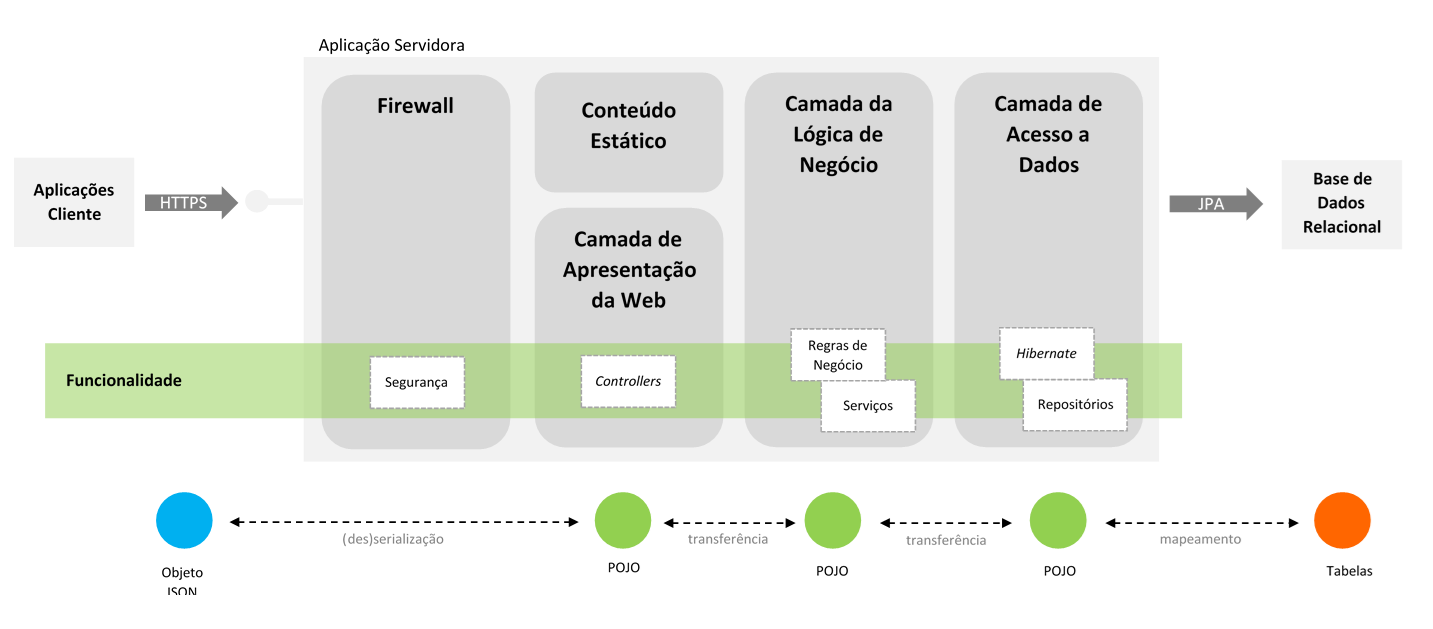 Aplicação Servidora
Firewall
Conteúdo
Estático
Camada de
Apresentação
da Web
Camada da
Lógica de
Negócio
Camada de
Acesso a
Dados
Aplicações
Cliente
HTTPS
JPA
Base de
Dados
Relacional
Funcionalidade
Segurança
Controllers
Regras de
Negócio
Serviços
Hibernate
Repositórios
(des)serialização
transferência
transferência
mapeamento
Objeto
JSON
POJO
POJO
POJO
Tabelas